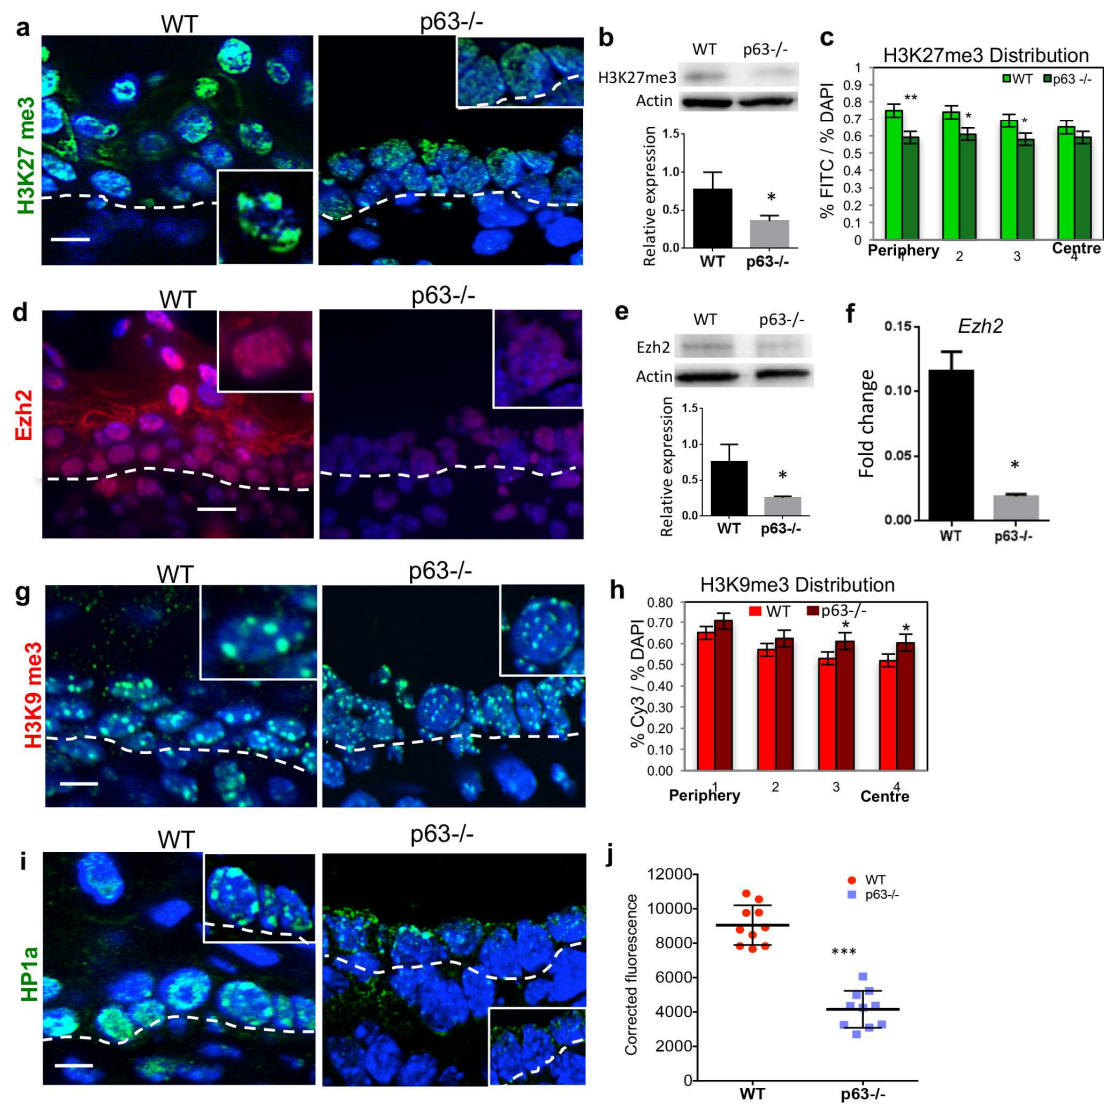 a
WT
p63-/-
H3K27 me3
b
WT p63-/-
H3K27me3
Actin
Relative expression
1.5
1.0
0.5
0.0
*
WT p63-/-
c
H3K27me3 Distribution
WT p63 -/-
% FITC / % DAPI
1
0.9
0.8
0.7
0.6
0.5
0.4
0.3
0.2
0.1
0
**
*
*
1 2 3 4
Periphery Centre
d
WT
p63-/-
Ezh2
e
WT p63-/-
Ezh2
Actin
Relative expression
1.5
1.0
0.5
0.0
*
WT p63-/-
f
Ezh2
Fold change
0.15
0.10
0.05
0.00
*
WT p63-/-
g
WT
p63-/-
H3K9 me3
h
H3K9me3 Distribution
WT p63-/-
% Cy3 / % DAPI
0.80
0.70
0.60
0.50
0.40
0.30
0.20
0.10
0.00
*
*
1 2 3 4
Periphery Centre
i
WT
p63-/-
HP1a
j
WT
p63-/-
Corrected fluorescence
12000
10000
8000
6000
4000
2000
0
***
WT p63-/-